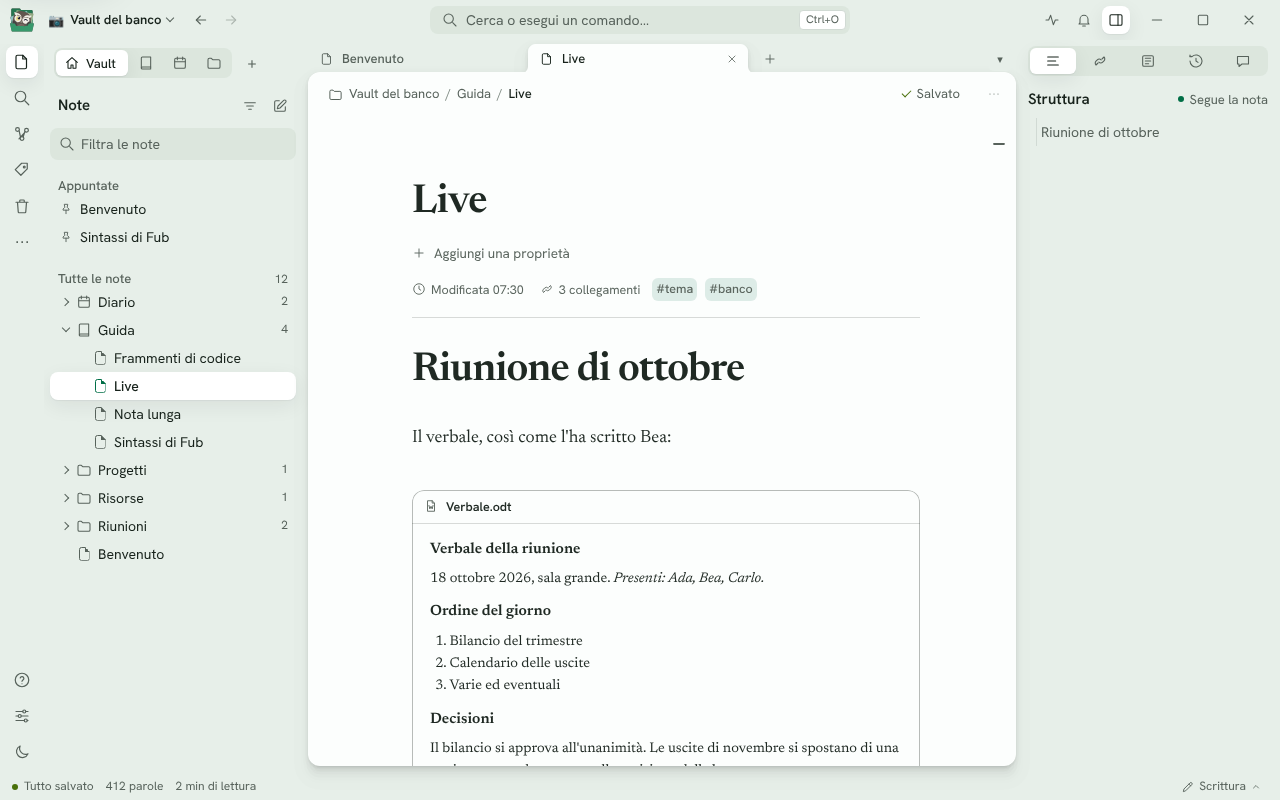 Vault del banco
Cerca o esegui un comando…
Ctrl+O
Vault
Benvenuto
Live
Note
Filtra le note
Appuntate
Benvenuto
Sintassi di Fub
Tutte le note 12
Diario 2
Guida 4
Frammenti di codice
Live
Nota lunga
Sintassi di Fub
Progetti 1
Risorse 1
Riunioni 2
Benvenuto
Vault del banco / Guida / Live
Salvato
Live
Aggiungi una proprietà
Modificata 07:30 3 collegamenti #tema #banco
Riunione di ottobre
Il verbale, così come l'ha scritto Bea:
Verbale.odt
Verbale della riunione
18 ottobre 2026, sala grande. Presenti: Ada, Bea, Carlo.
Ordine del giorno
1. Bilancio del trimestre
2. Calendario delle uscite
3. Varie ed eventuali
Decisioni
Il bilancio si approva all'unanimità. Le uscite di novembre si spostano di una
Struttura
Segue la nota
Riunione di ottobre
Tutto salvato 412 parole 2 min di lettura
Scrittura